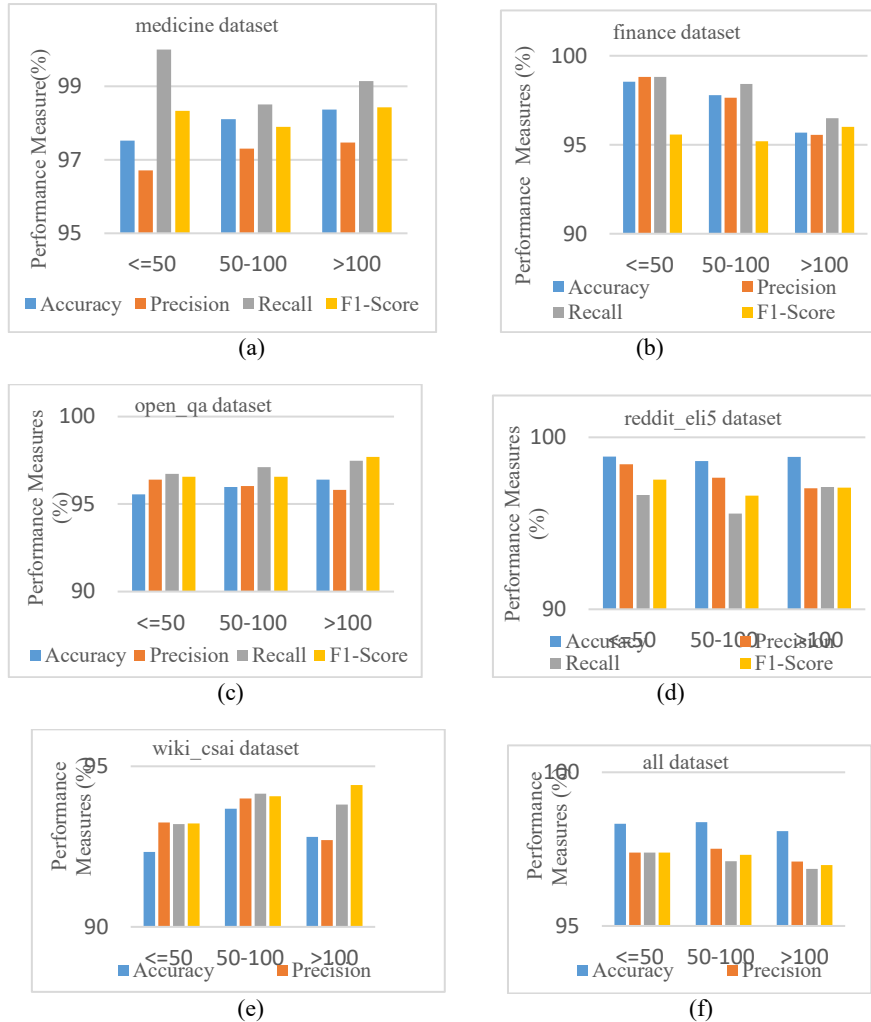 medicine dataset
Performance Measure(%)
99
97
95
<=50 50-100 >100
Accuracy Precision Recall F1-Score
(a)
finance dataset
Performance Measures (%)
100
95
90
<=50 50-100 >100
Accuracy Precision
Recall F1-Score
(b)
open_qa dataset
Performance Measures
(%)
100
95
90
<=50 50-100 >100
Accuracy Precision Recall F1-Score
(c)
reddit_eli5 dataset
Performance Measures
(%)
100
90
<=50 50-100 >100
Accuracy Precision
Recall F1-Score
(d)
wiki_csai dataset
Performance
Measures (%)
95
90
<=50 50-100 >100
Accuracy Precision
(e)
all dataset
Performance
Measures (%)
100
95
<=50 50-100 >100
Accuracy Precision
(f)